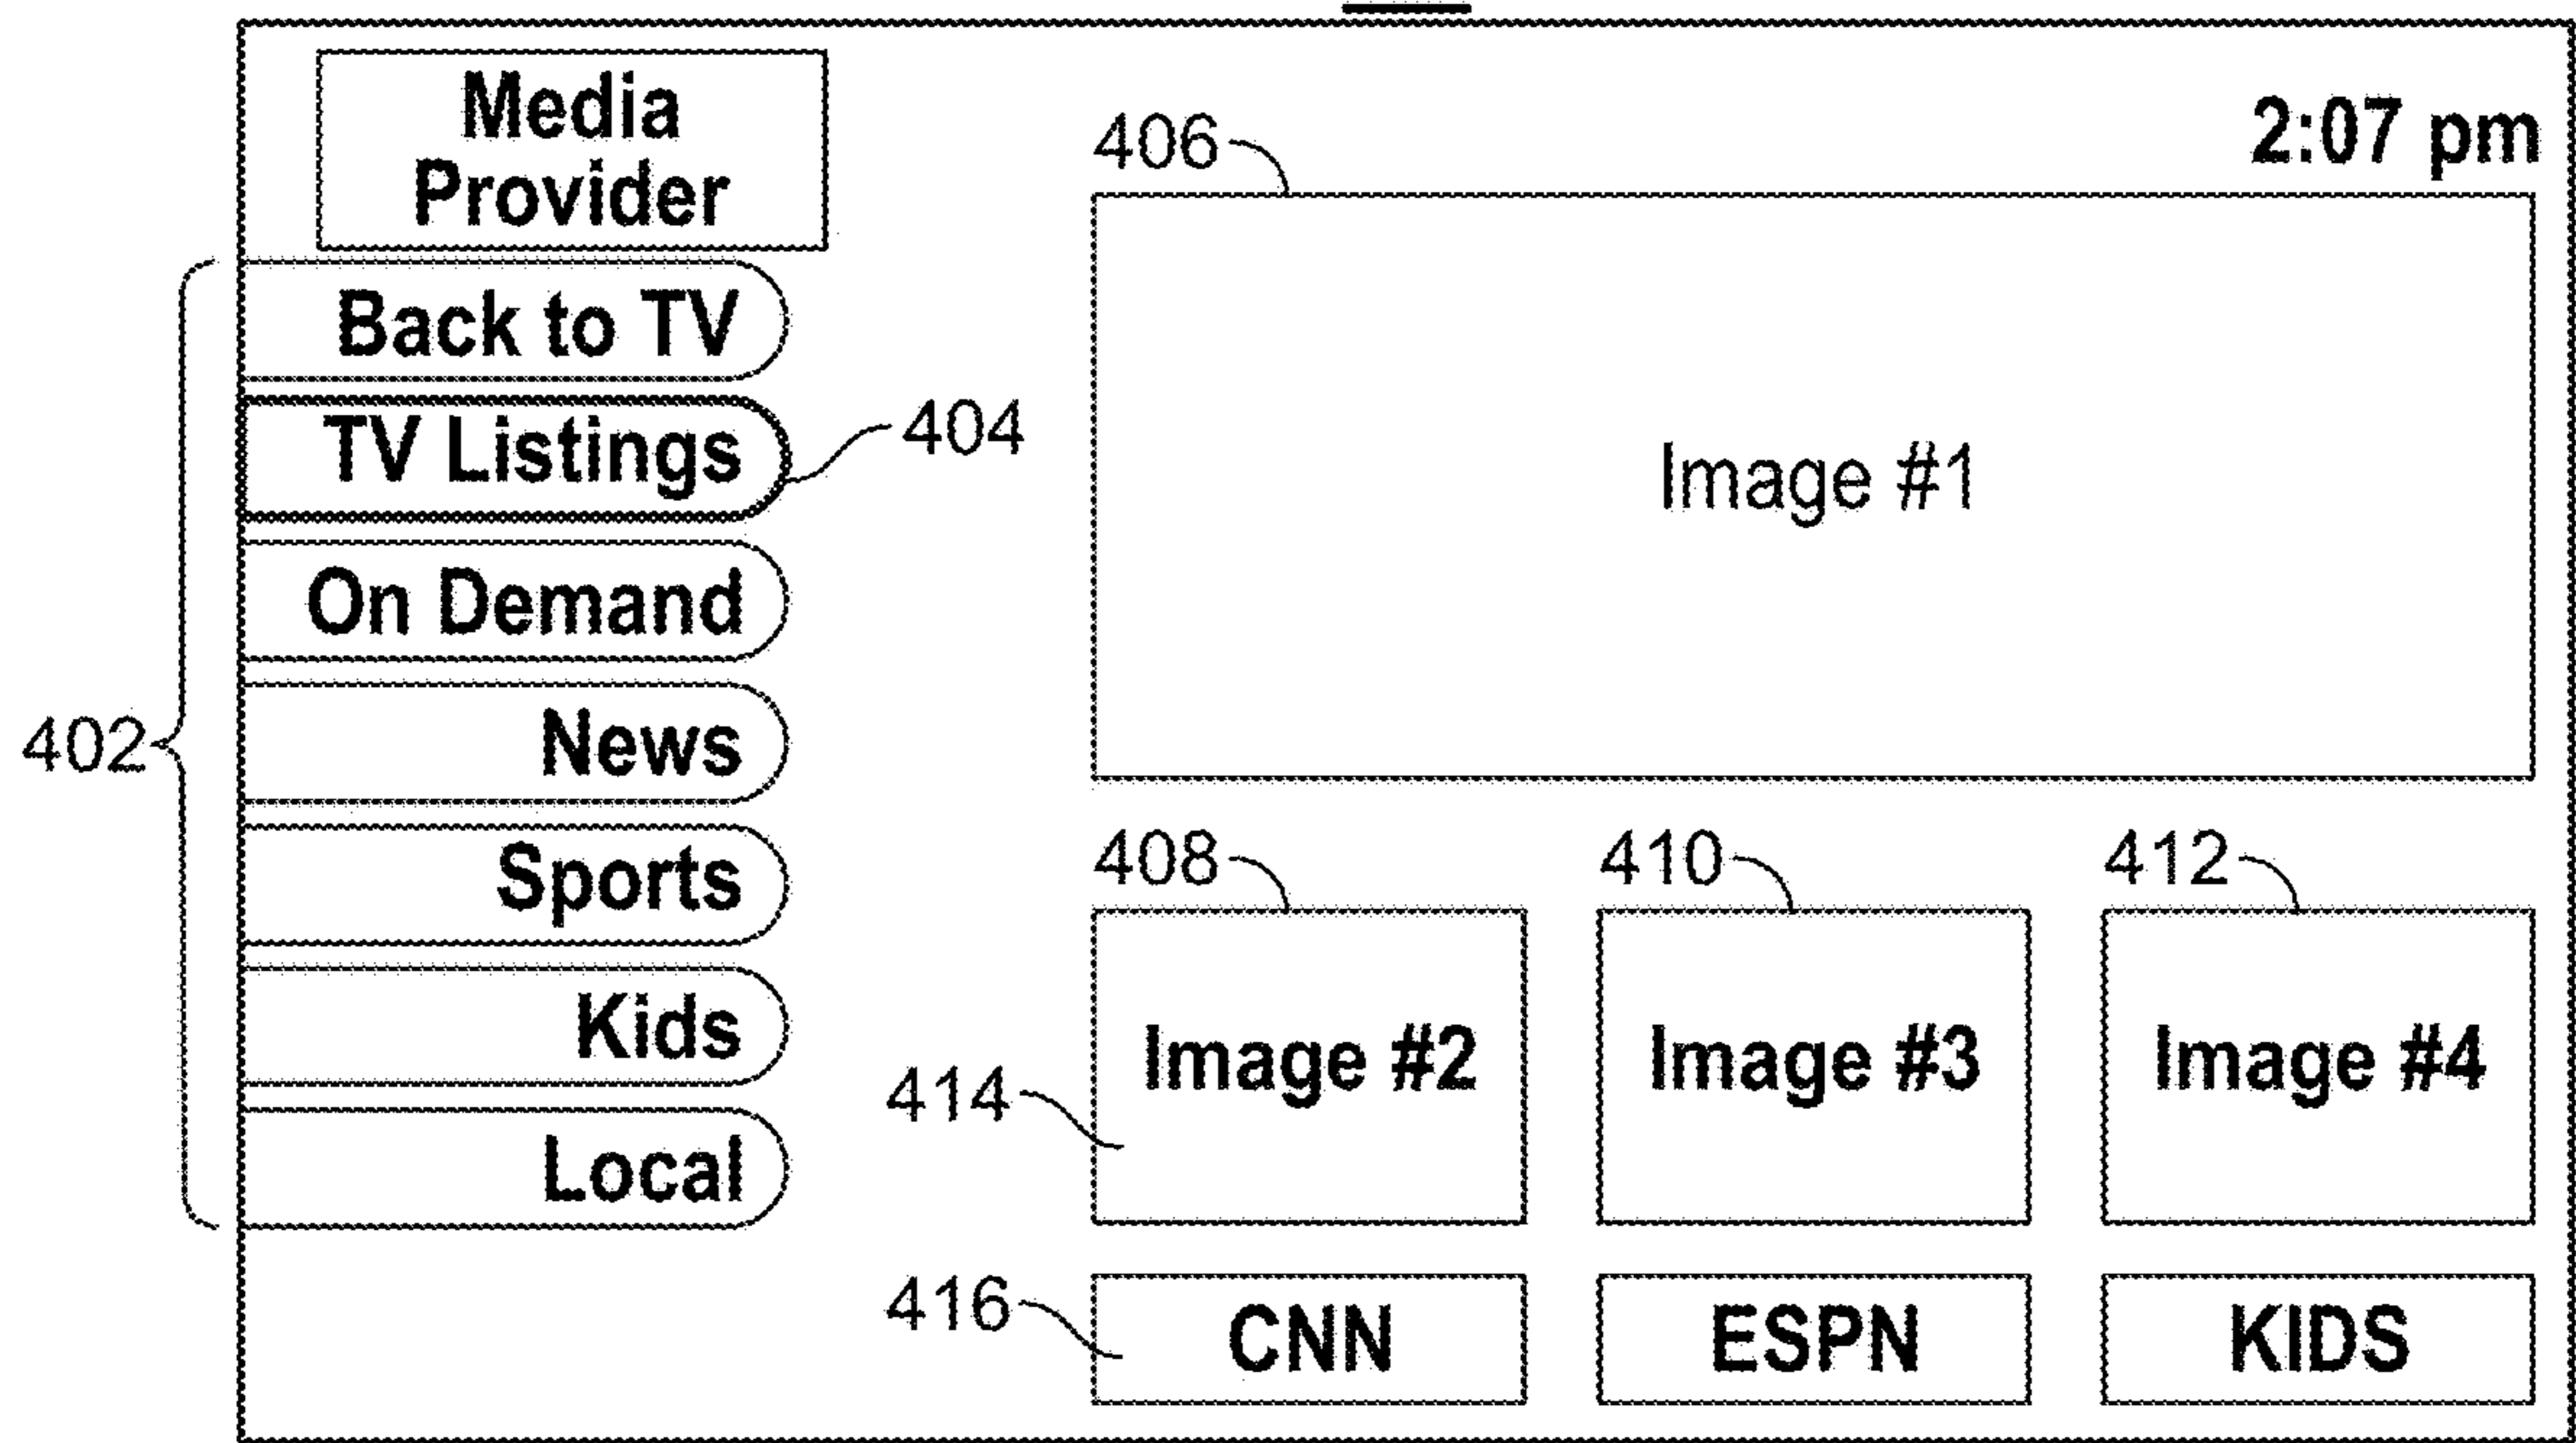 Media
Provider
2:07 pm
406
Back to TV
TV Listings
404
Image #1
On Demand
News
402
Sports
408
410
412
Kids
Image #2
Image #3
Image #4
414
Local
416
CNN
ESPN
KIDS